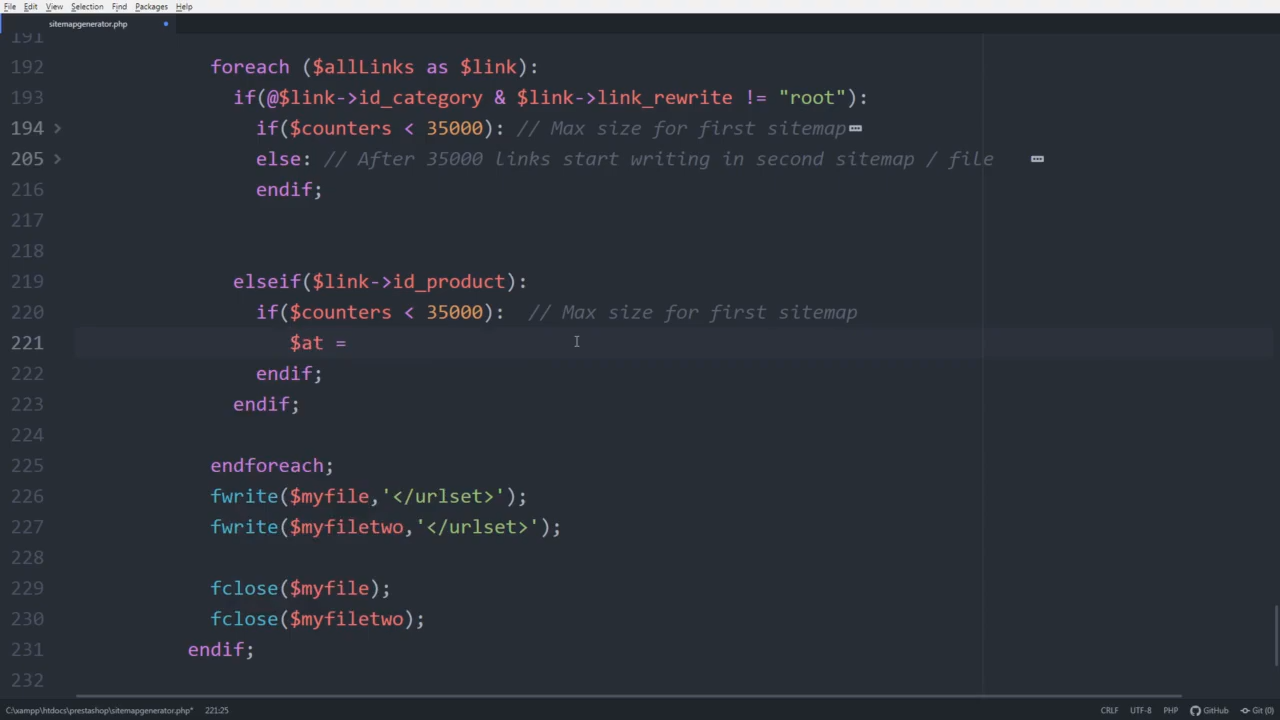 File Edit View Selection Find Packages Help
sitemapgenerator.php
191
192 foreach ($allLinks as $link):
193 if(@$link->id_category & $link->link_rewrite != "root"):
194 if($counters < 35000): // Max size for first sitemap
205 else: // After 35000 links start writing in second sitemap / file
216 endif;
217
218
219 elseif($link->id_product):
220 if($counters < 35000): // Max size for first sitemap
221 $at =
222 endif;
223 endif;
224
225 endforeach;
226 fwrite($myfile,'</urlset>');
227 fwrite($myfiletwo,'</urlset>');
228
229 fclose($myfile);
230 fclose($myfiletwo);
231 endif;
232
C:\xampp\htdocs\prestashop\sitemapgenerator.php* 221:25 CRLF UTF-8 PHP GitHub Git (0)